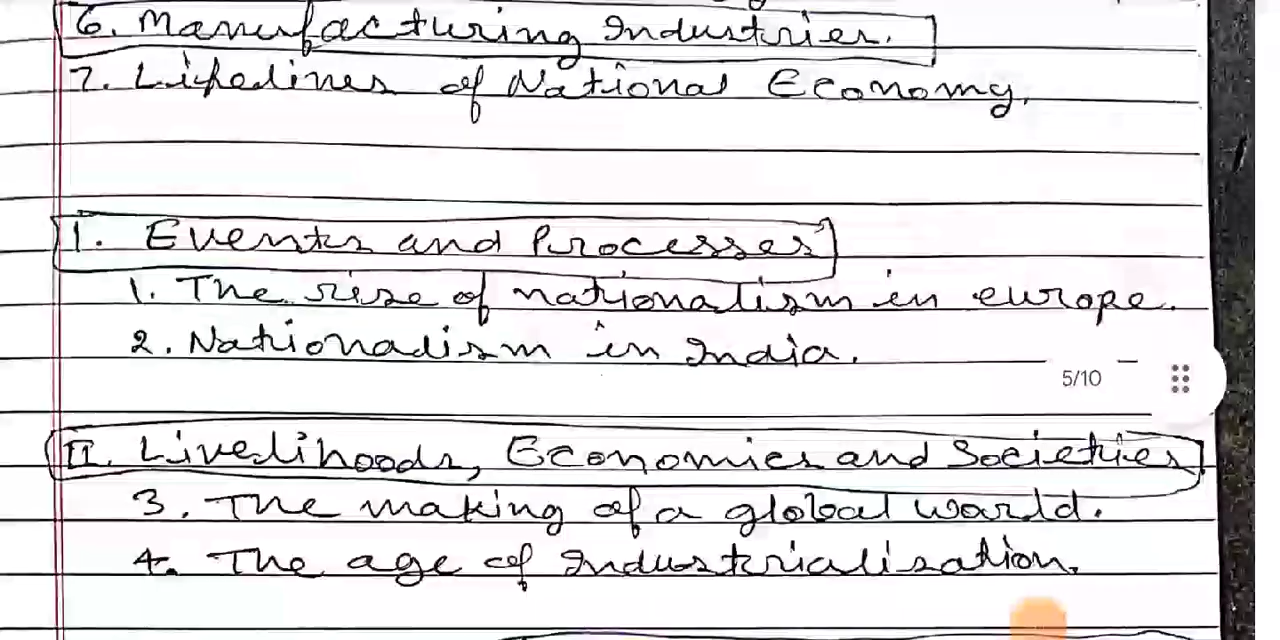 6. Manufacturing Industries.
7. Lifelines of National Economy.
I. Events and Processes
1. The rise of nationalism in europe.
2. Nationalism in India.
5/10
II. Livelihoods, Economies and Societies
3. The making of a global world.
4. The age of Industrialisation.